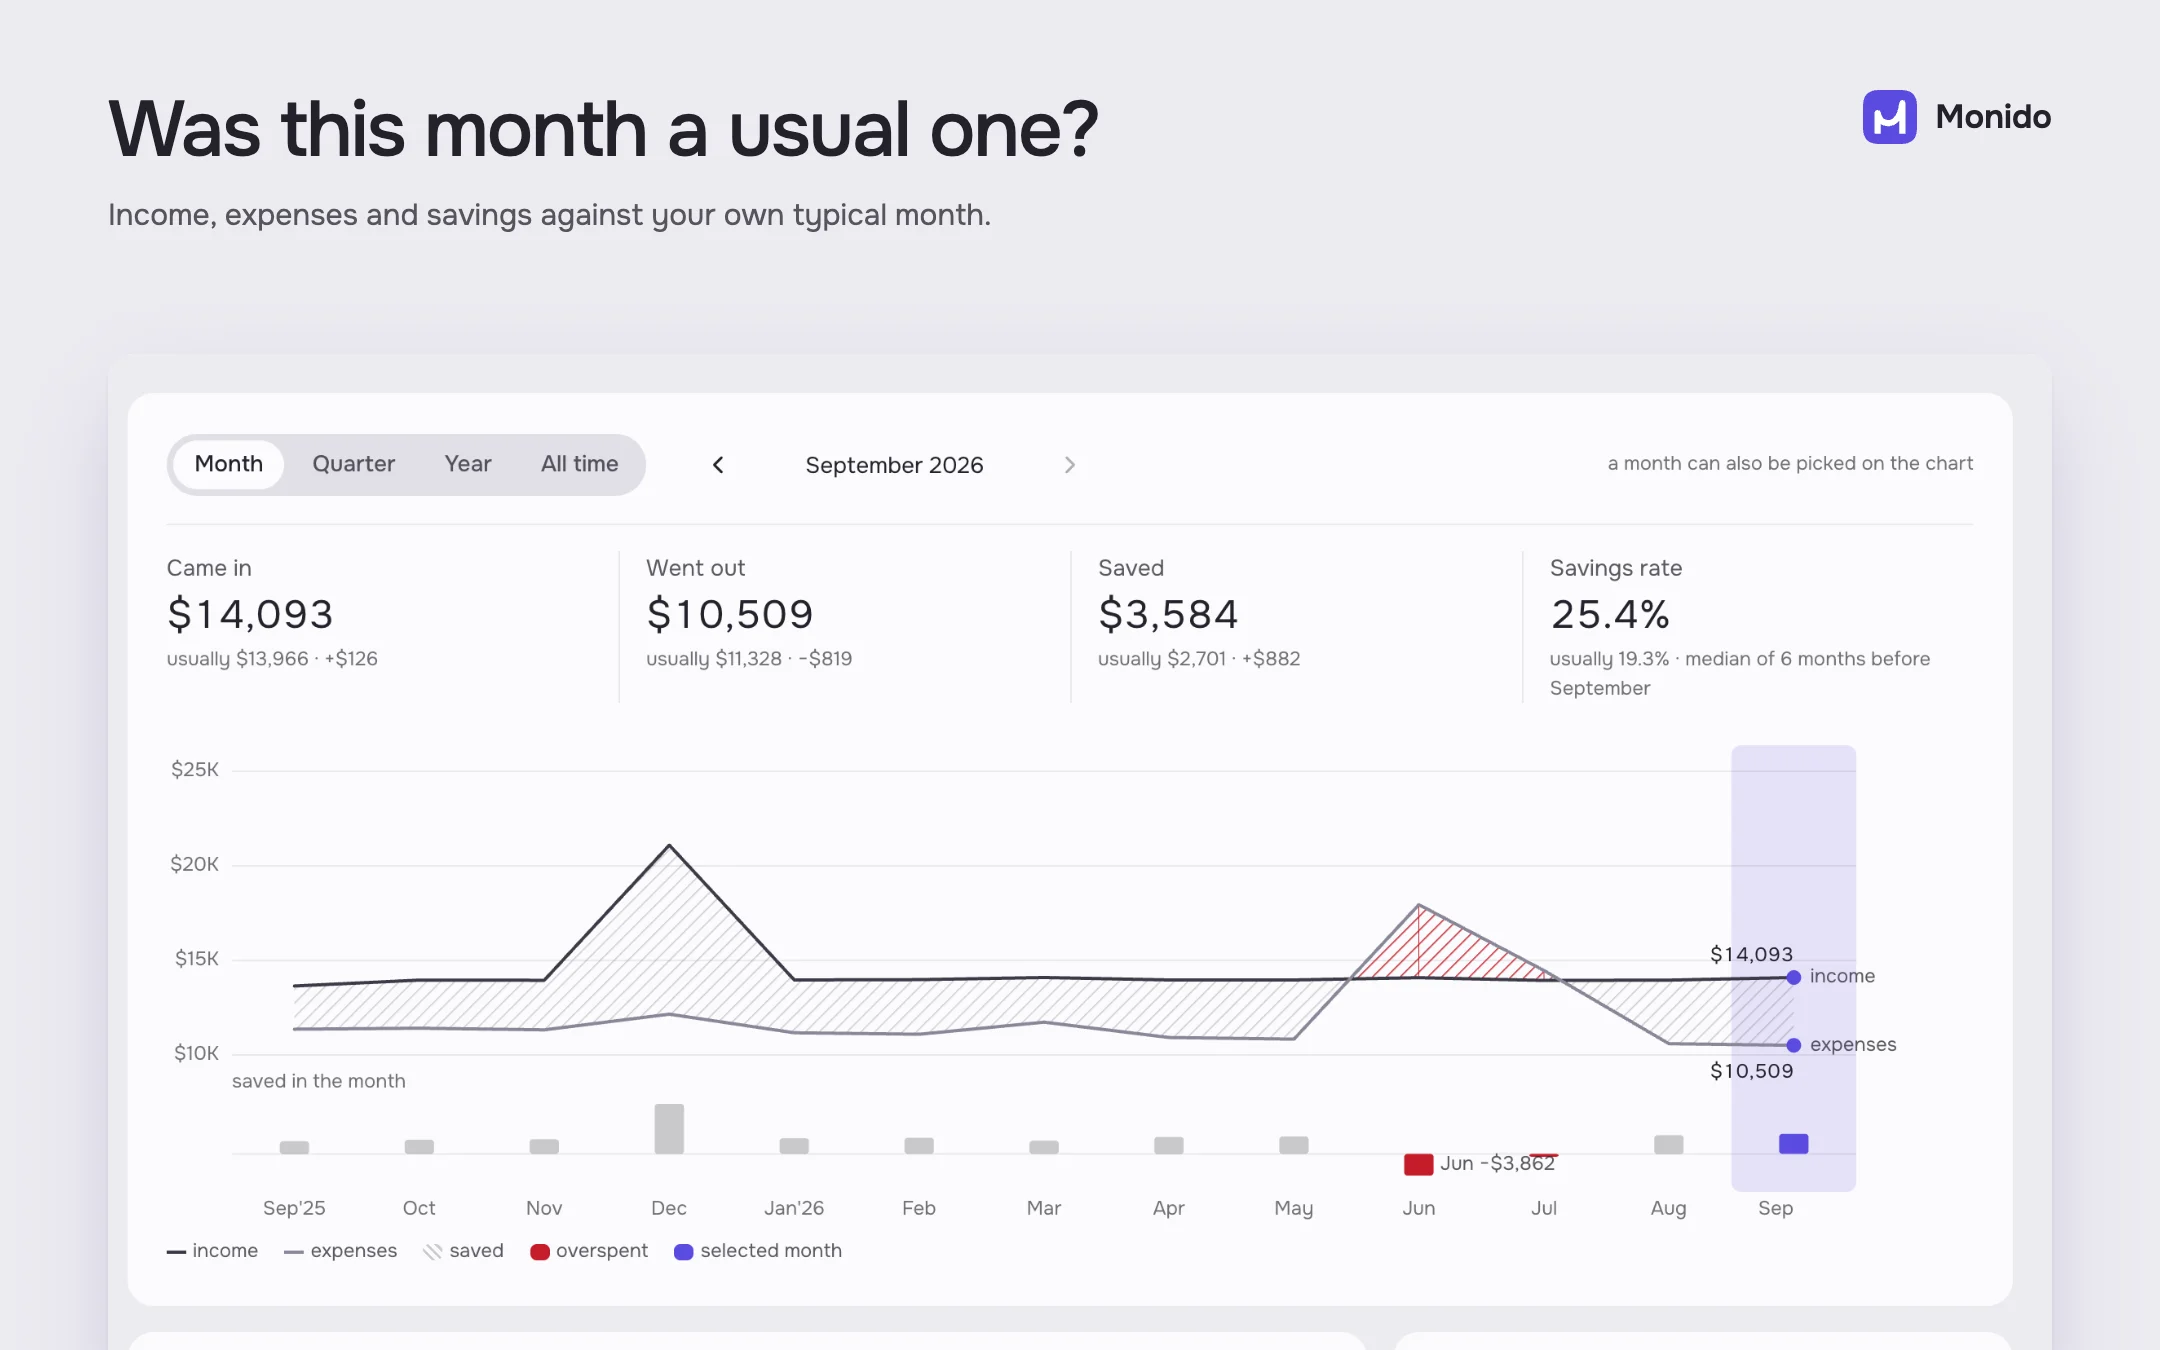 Was this month a usual one?
Monido
Income, expenses and savings against your own typical month.
Month Quarter Year All time
September 2026
a month can also be picked on the chart
Came in
$14,093
usually $13,966 · +$126
Went out
$10,509
usually $11,328 · -$819
Saved
$3,584
usually $2,701 · +$882
Savings rate
25.4%
usually 19.3% · median of 6 months before
September
$25K
$20K
$15K
$10K
$14,093
income
expenses
$10,509
saved in the month
Jun -$3,862
Sep'25 Oct Nov Dec Jan'26 Feb Mar Apr May Jun Jul Aug Sep
income expenses saved overspent selected month